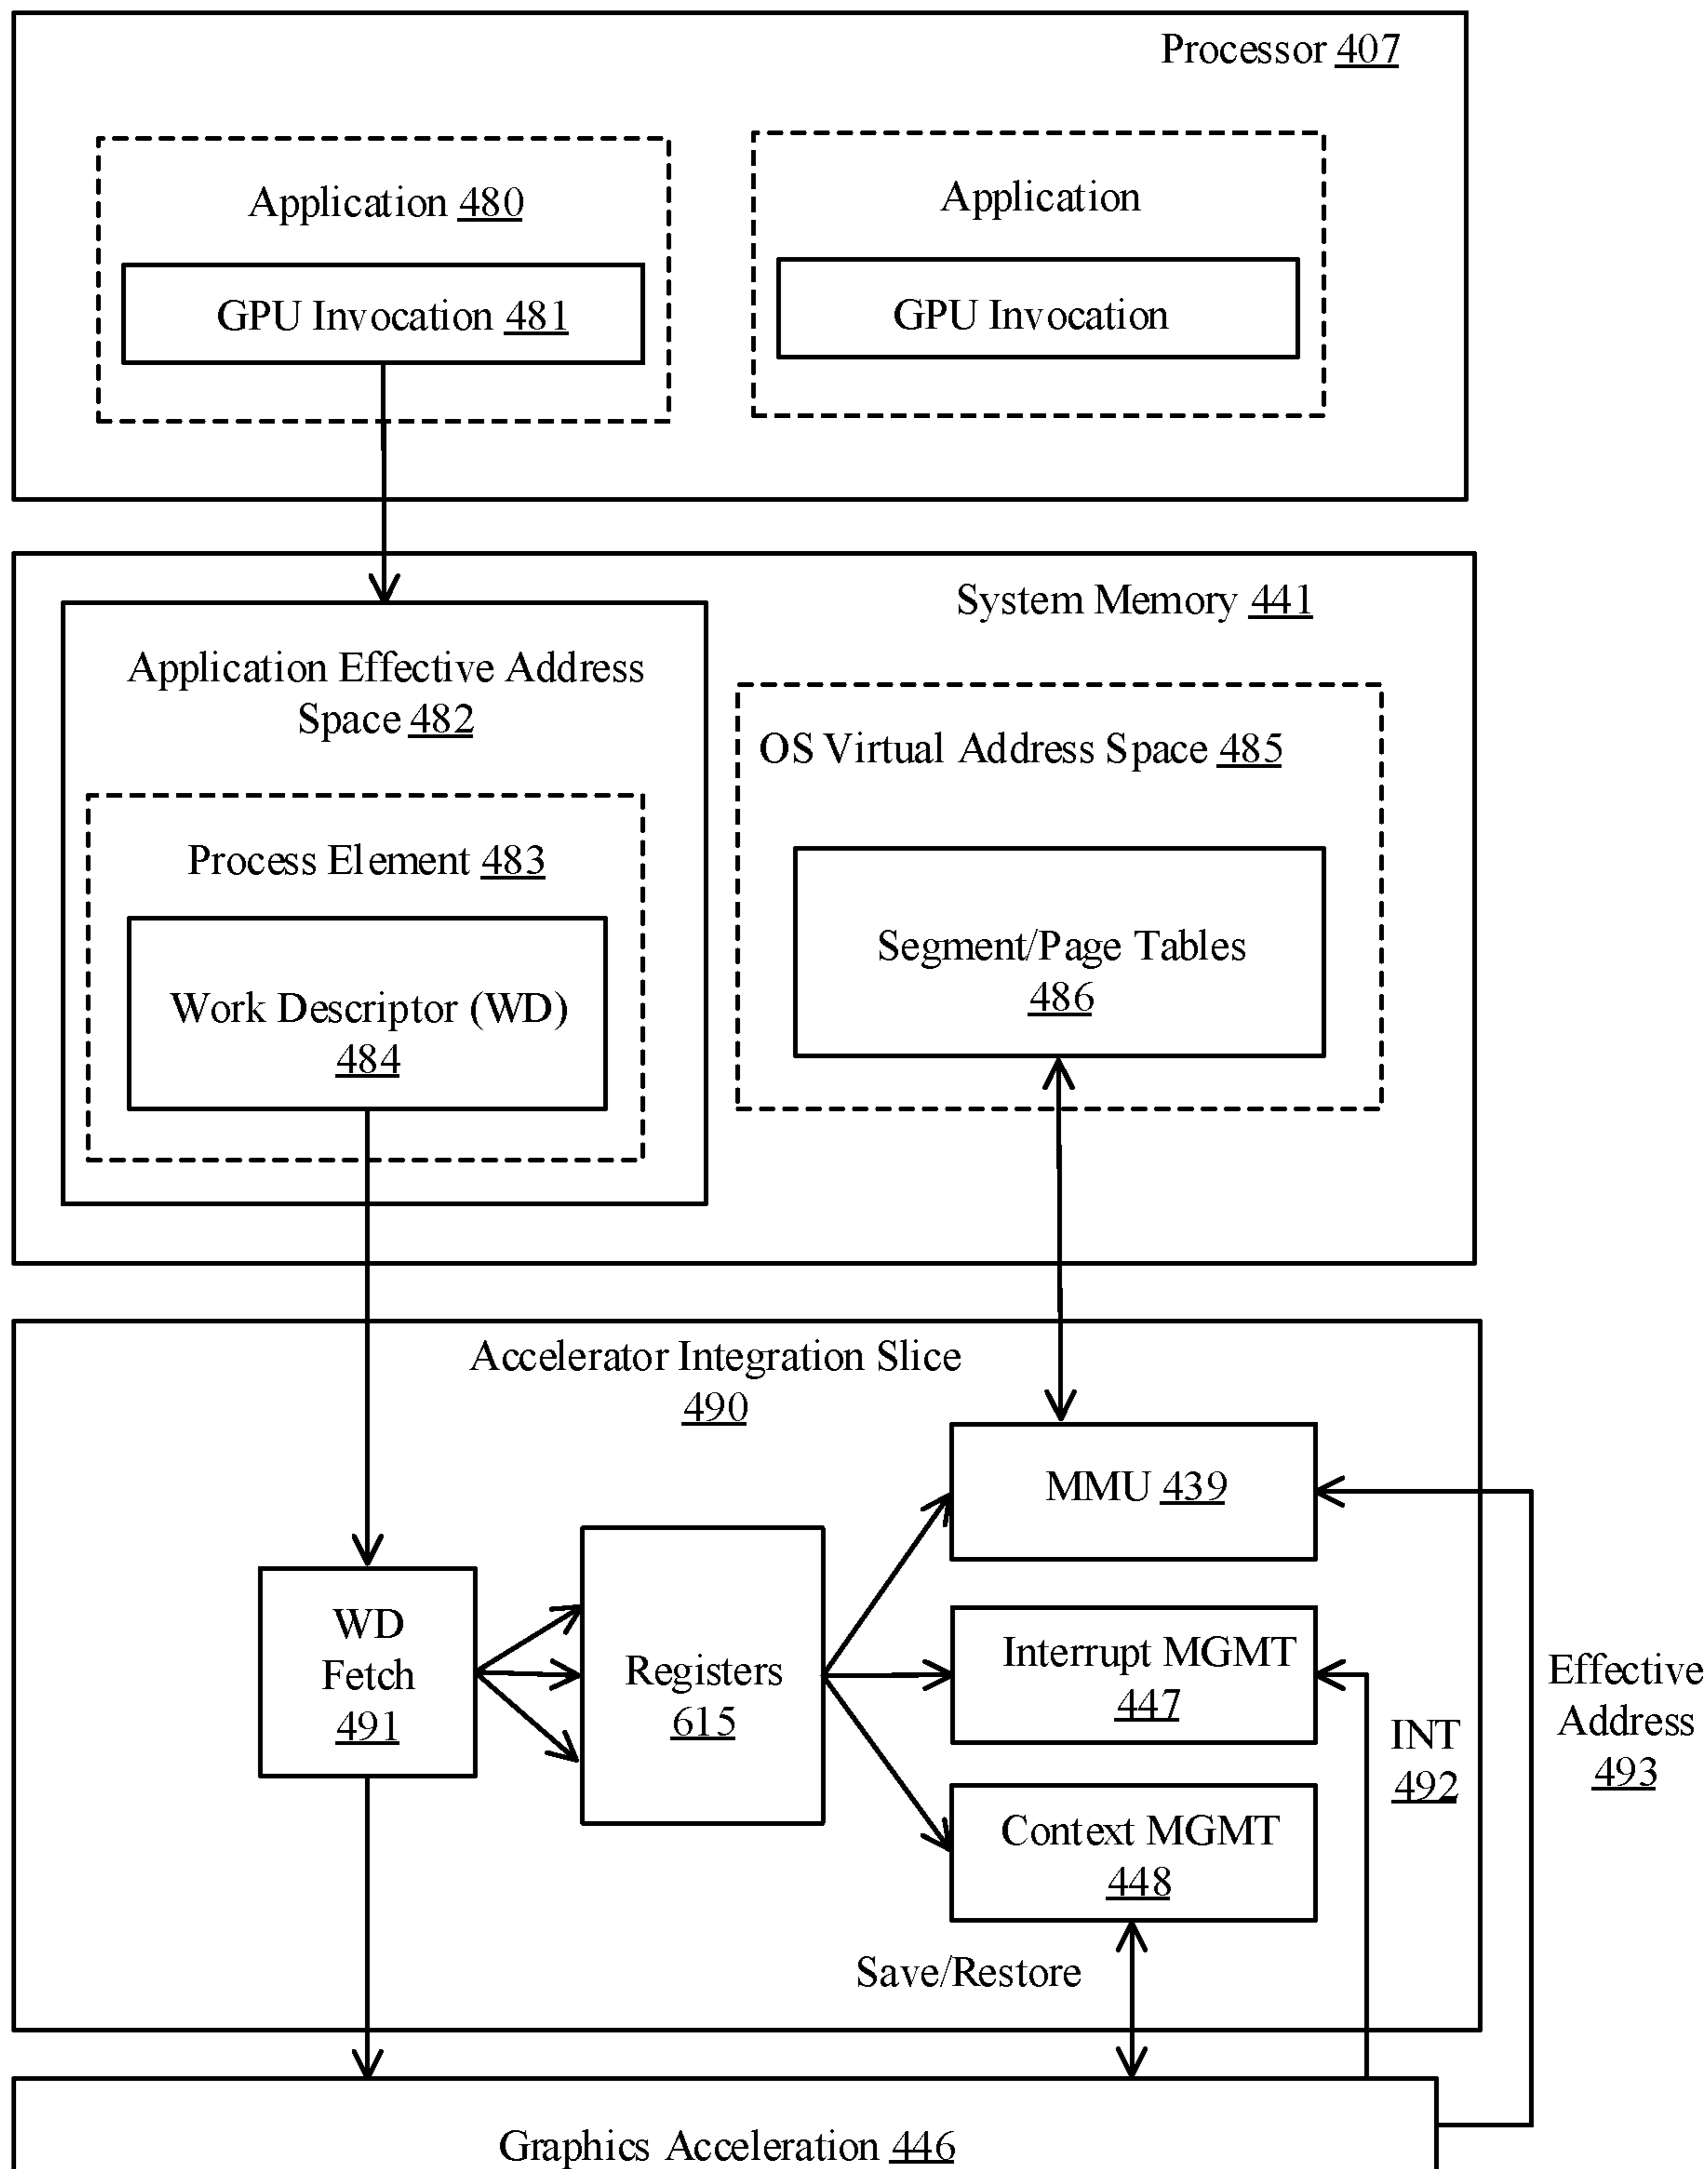 Processor 407
Application 480
GPU Invocation 481
Application
GPU Invocation
System Memory 441
Application Effective Address
Space 482
Process Element 483
Work Descriptor (WD)
484
OS Virtual Address Space 485
Segment/Page Tables
486
Accelerator Integration Slice
490
MMU 439
WD
Fetch
491
Registers
615
Interrupt MGMT
447
Context MGMT
448
Save/Restore
INT
492
Effective
Address
493
Graphics Acceleration 446